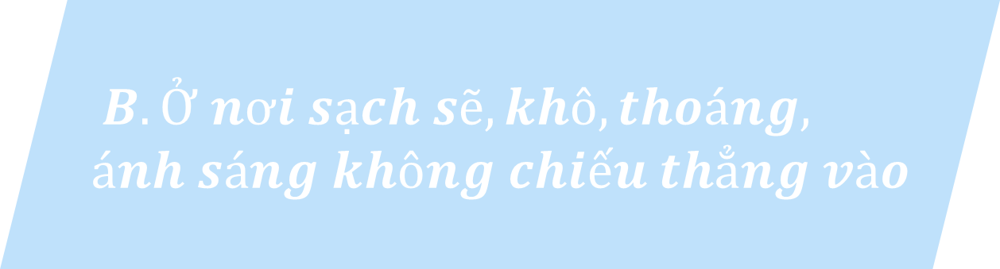 B. Ở nơi sạch sẽ, khô, thoáng,
ánh sáng không chiếu thẳng vào